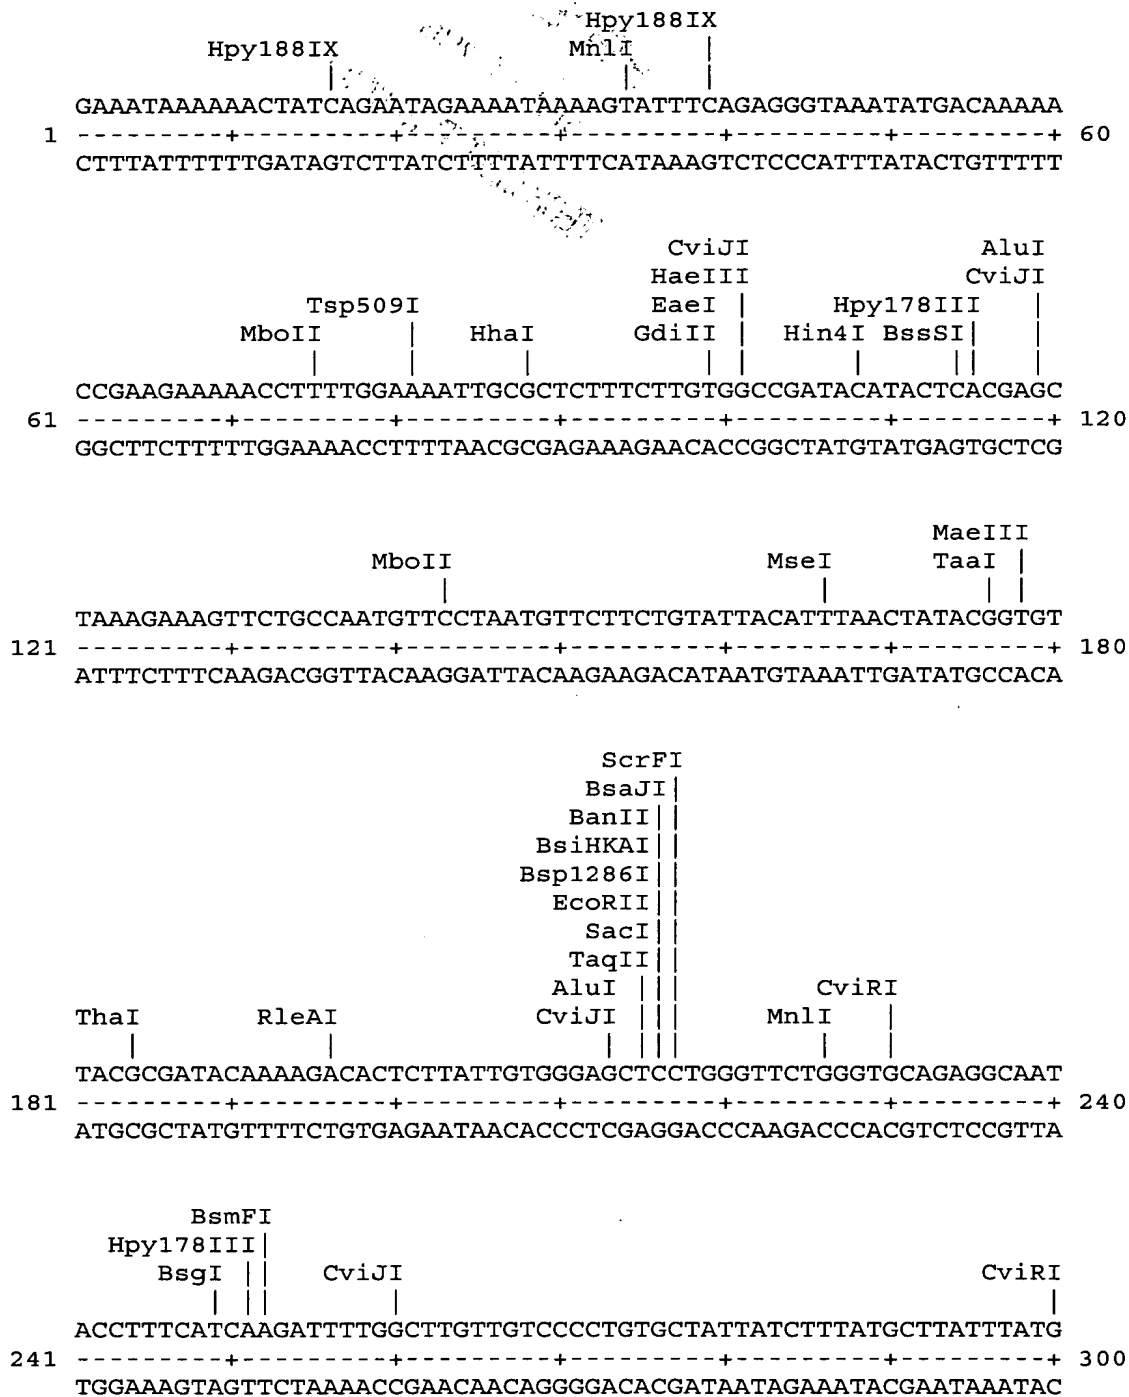 Hpy188IX
Hpy188IX MnlI
GAAATAAAAAACTATCAGAATAGAAAATAAAAGTATTTCAGAGGGTAAATATGACAAAAA
1 ---------+---------+---------+---------+---------+---------+ 60
CTTTATTTTTTGATAGTCTTATCTTTTATTTTCATAAAGTCTCCCATTTATACTGTTTTT
CviJI AluI
HaeIII CviJI
Tsp509I EaeI Hpy178III
MboII HhaI GdiII Hin4I BssSI
CCGAAGAAAAACCTTTTGGAAAATTGCGCTCTTTCTTGTGGCCGATACATACTCACGAGC
61 ---------+---------+---------+---------+---------+---------+ 120
GGCTTCTTTTTGGAAAACCTTTTAACGCGAGAAAGAACACCGGCTATGTATGAGTGCTCG
MaeIII
MboII MseI TaaI
TAAAGAAAGTTCTGCCAATGTTCCTAATGTTCTTCTGTATTACATTTAACTATACGGTGT
121 ---------+---------+---------+---------+---------+---------+ 180
ATTTCTTTCAAGACGGTTACAAGGATTACAAGAAGACATAATGTAAATTGATATGCCACA
ScrFI
BsaJI
BanII
BsiHKAI
Bsp1286I
EcoRII
SacI
TaqII
AluI CviRI
ThaI RleAI CviJI MnlI
TACGCGATACAAAAGACACTCTTATTGTGGGAGCTCCTGGGTTCTGGGTGCAGAGGCAAT
181 ---------+---------+---------+---------+---------+---------+ 240
ATGCGCTATGTTTTCTGTGAGAATAACACCCTCGAGGACCCAAGACCCACGTCTCCGTTA
BsmFI
Hpy178III
BsgI CviJI CviRI
ACCTTTCATCAAGATTTTGGCTTGTTGTCCCCTGTGCTATTATCTTTATGCTTATTTATG
241 ---------+---------+---------+---------+---------+---------+ 300
TGGAAAGTAGTTCTAAAACCGAACAACAGGGGACACGATAATAGAAATACGAATAAATAC